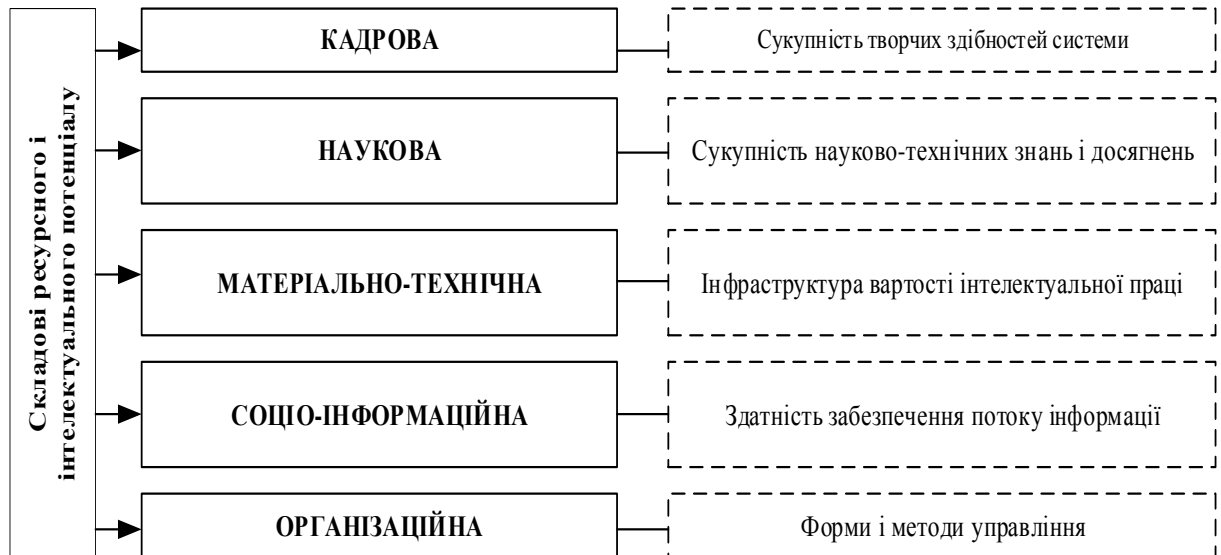 Складові ресурсного і
інтелектуального потенціалу
КАДРОВА
Сукупність творчих здібностей системи
НАУКОВА
Сукупність науково-технічних знань і досягнень
МАТЕРІАЛЬНО-ТЕХНІЧНА
Інфраструктура вартості інтелектуальної праці
СОЦІО-ІНФОРМАЦІЙНА
Здатність забезпечення потоку інформації
ОРГАНІЗАЦІЙНА
Форми і методи управління